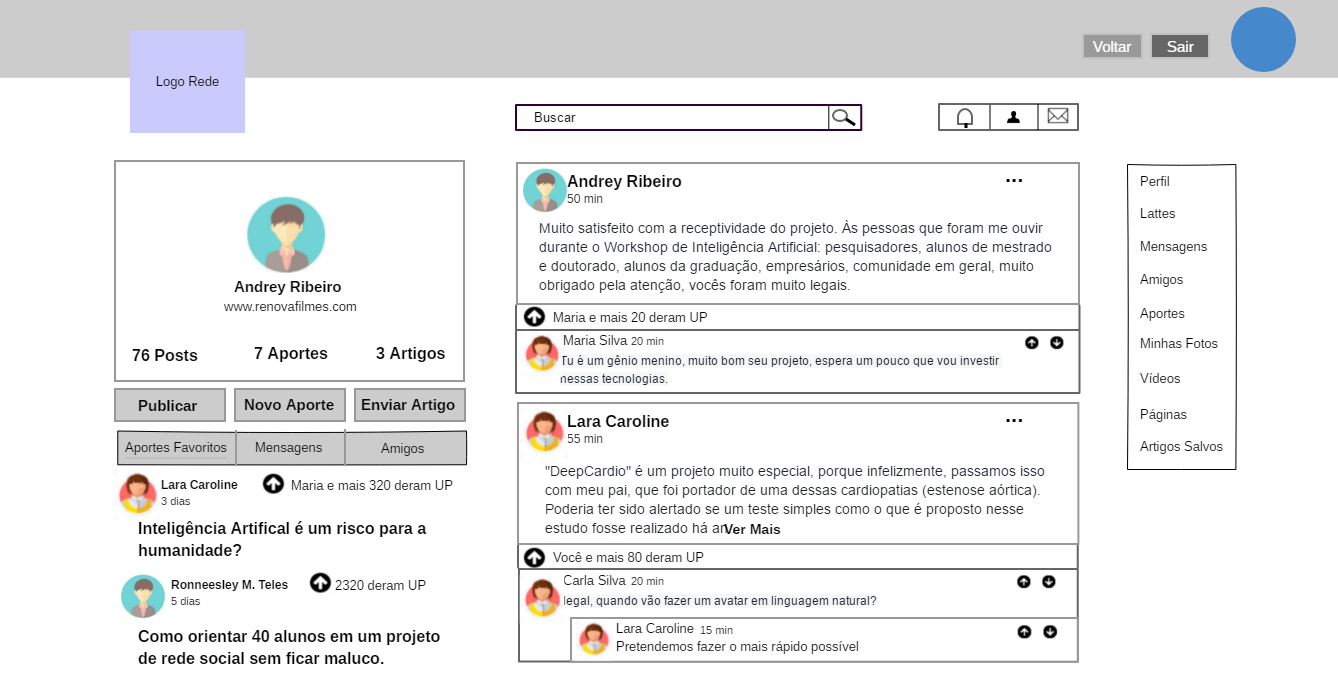 Voltar
Sair
Logo Rede
Buscar
Andrey Ribeiro
www.renovafilmes.com
76 Posts
7 Aportes
3 Artigos
Publicar
Novo Aporte
Enviar Artigo
Aportes Favoritos
Mensagens
Amigos
Lara Caroline
3 dias
Maria e mais 320 deram UP
Inteligência Artifical é um risco para a
humanidade?
Ronneesley M. Teles
5 dias
2320 deram UP
Como orientar 40 alunos em um projeto
de rede social sem ficar maluco.
Andrey Ribeiro
...
50 min
Muito satisfeito com a receptividade do projeto. Às pessoas que foram me ouvir
durante o Workshop de Inteligência Artificial: pesquisadores, alunos de mestrado
e doutorado, alunos da graduação, empresários, comunidade em geral, muito
obrigado pela atenção, vocês foram muito legais.
Maria e mais 20 deram UP
Maria Silva 20 min
Tu é um gênio menino, muito bom seu projeto, espera um pouco que vou investir
nessas tecnologias.
Lara Caroline
...
55 min
"DeepCardio" é um projeto muito especial, porque infelizmente, passamos isso
com meu pai, que foi portador de uma dessas cardiopatias (estenose aórtica).
Poderia ter sido alertado se um teste simples como o que é proposto nesse
estudo fosse realizado há an Ver Mais
Você e mais 80 deram UP
Carla Silva 20 min
legal, quando vão fazer um avatar em linguagem natural?
Lara Caroline 15 min
Pretendemos fazer o mais rápido possível
Perfil
Lattes
Mensagens
Amigos
Aportes
Minhas Fotos
Vídeos
Páginas
Artigos Salvos